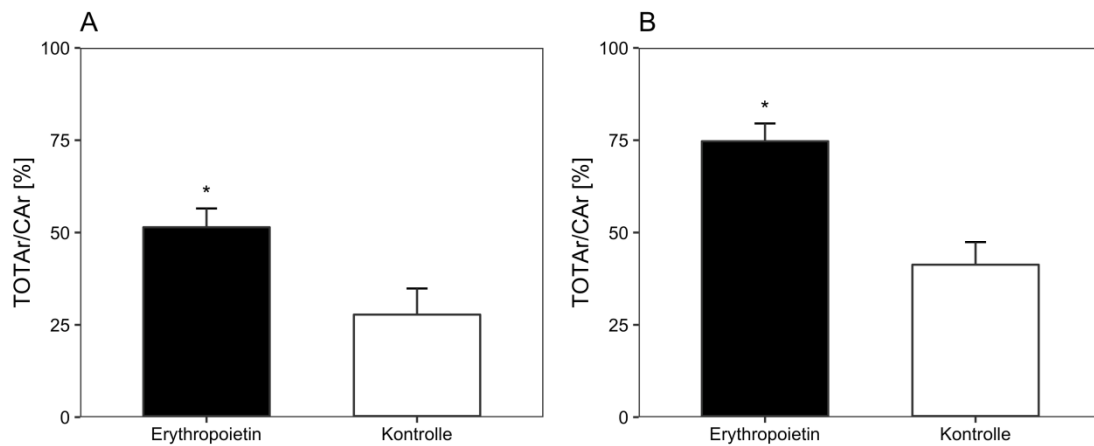 A
TOTAr/CAr [%]
100
75
50
25
0
*
Erythropoietin
Kontrolle
B
TOTAr/CAr [%]
100
75
50
25
0
*
Erythropoietin
Kontrolle